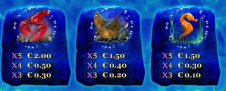 X5 € 2.00
X4 € 0.50
X3 € 0.30
X5 € 1.50
X4 € 0.40
X3 € 0.20
X5 € 1.50
X4 € 0.30
X3 € 0.10